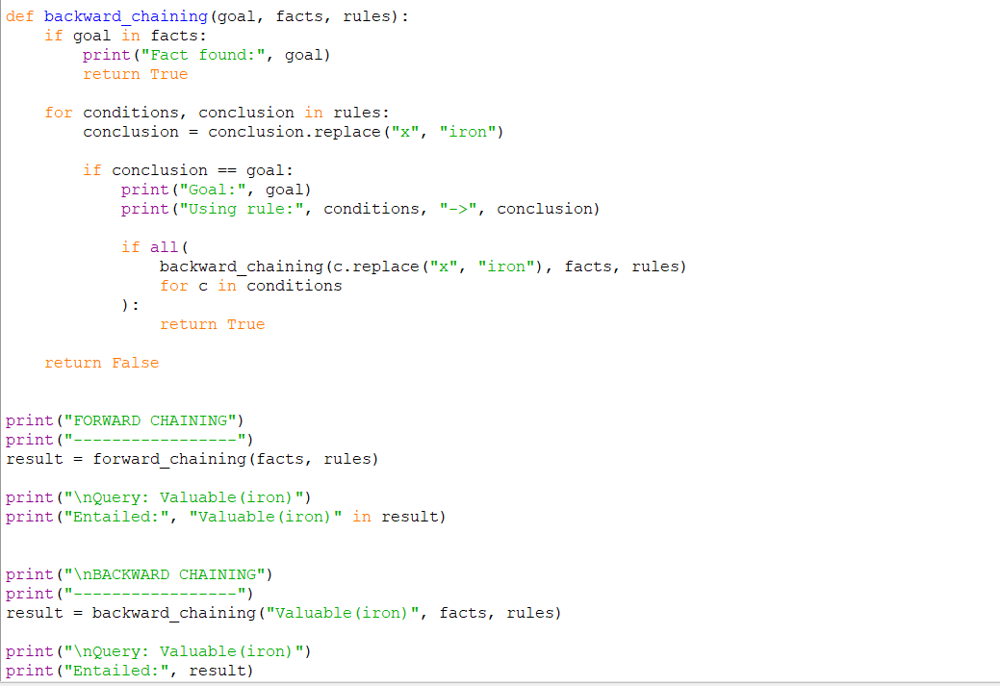 def backward_chaining(goal, facts, rules):
    if goal in facts:
        print("Fact found:", goal)
        return True

    for conditions, conclusion in rules:
        conclusion = conclusion.replace("x", "iron")

        if conclusion == goal:
            print("Goal:", goal)
            print("Using rule:", conditions, "->", conclusion)

            if all(
                backward_chaining(c.replace("x", "iron"), facts, rules)
                for c in conditions
            ):
                return True

    return False


print("FORWARD CHAINING")
print("-----------------")
result = forward_chaining(facts, rules)

print("\nQuery: Valuable(iron)")
print("Entailed:", "Valuable(iron)" in result)


print("\nBACKWARD CHAINING")
print("-----------------")
result = backward_chaining("Valuable(iron)", facts, rules)

print("\nQuery: Valuable(iron)")
print("Entailed:", result)